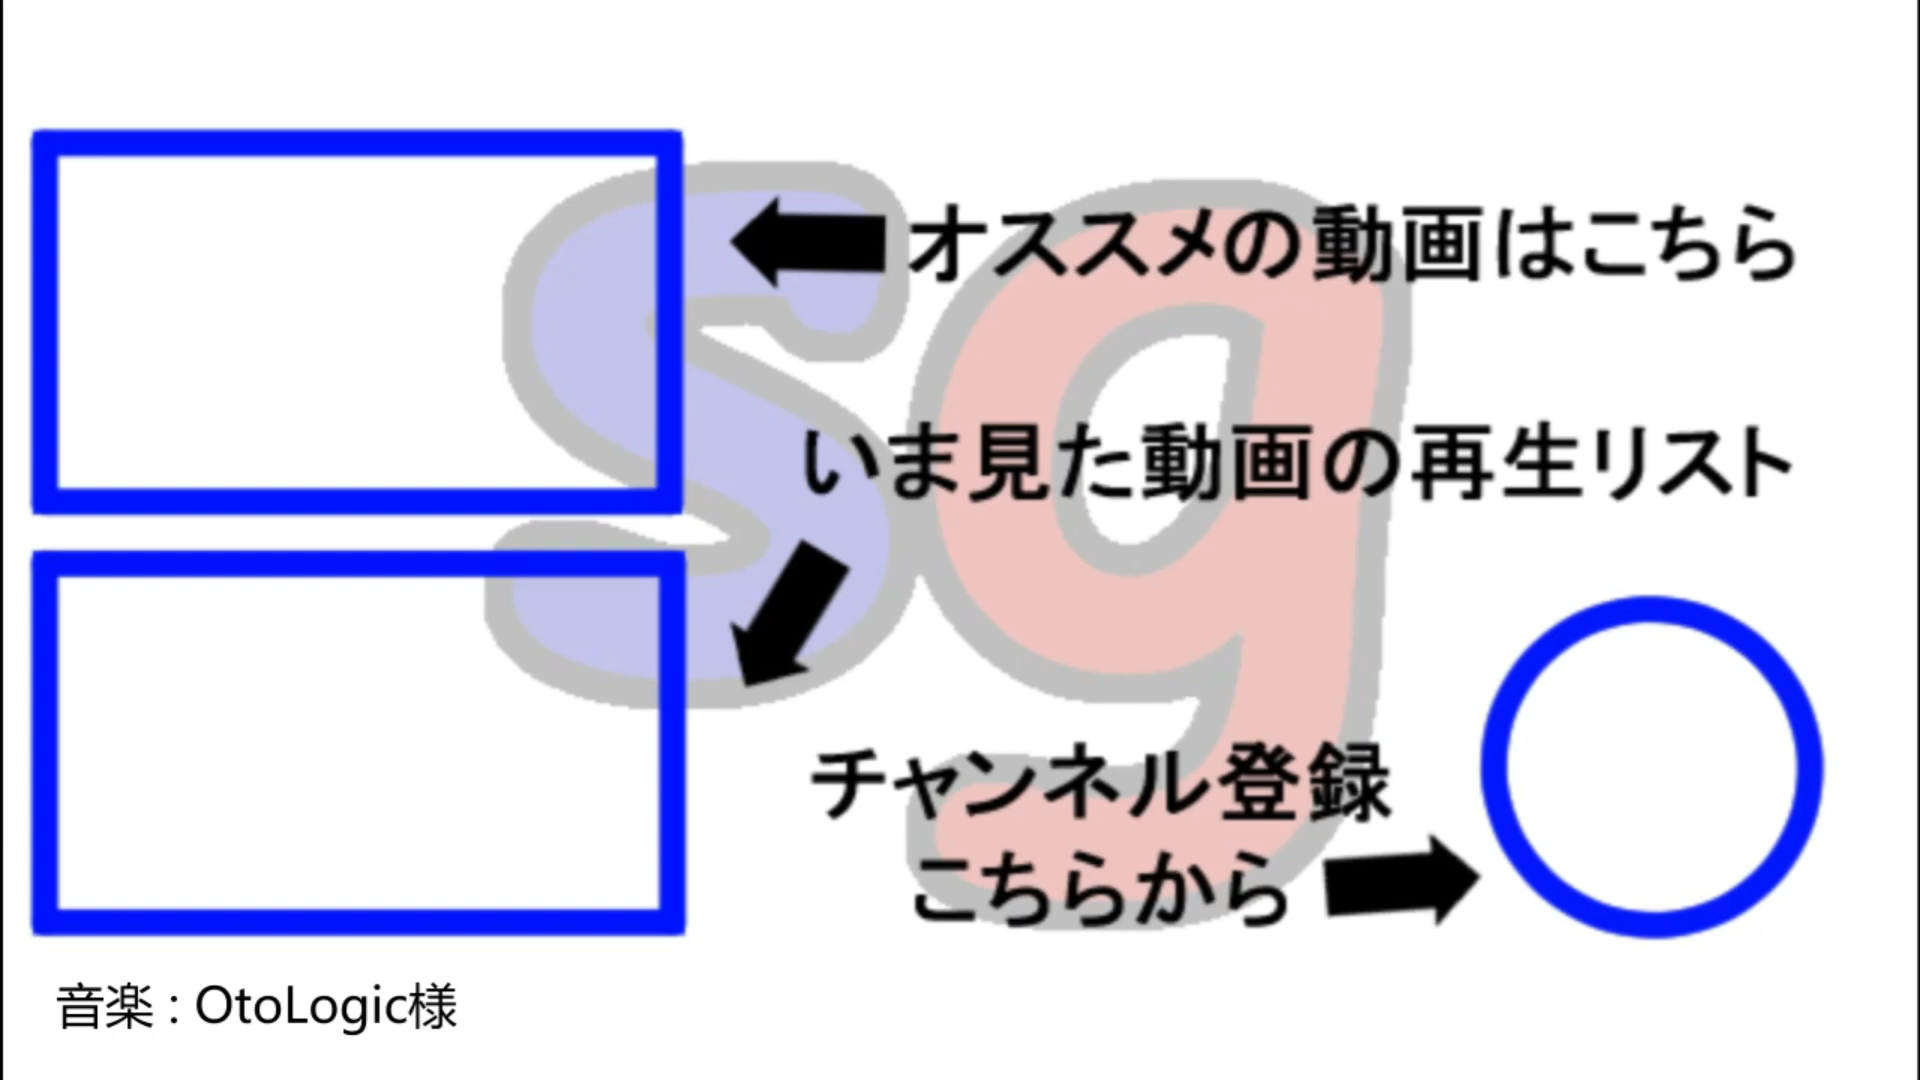 sg
オススメの動画はこちら
いま見た動画の再生リスト
チャンネル登録
こちらから
音楽 : OtoLogic様